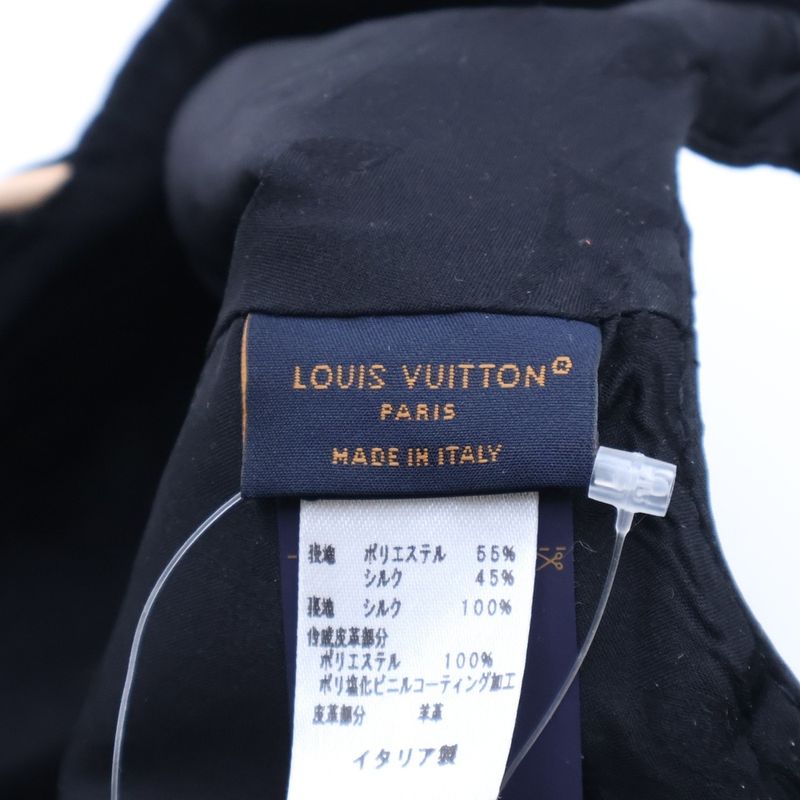 LOUIS VUITTON®
PARIS
MADE IN ITALY
表地 ポリエステル 55%
シルク 45%
裏地 シルク 100%
合成皮革部分
ポリエステル 100%
ポリ塩化ビニルコーティング加工
皮革部分 羊革
イタリア製